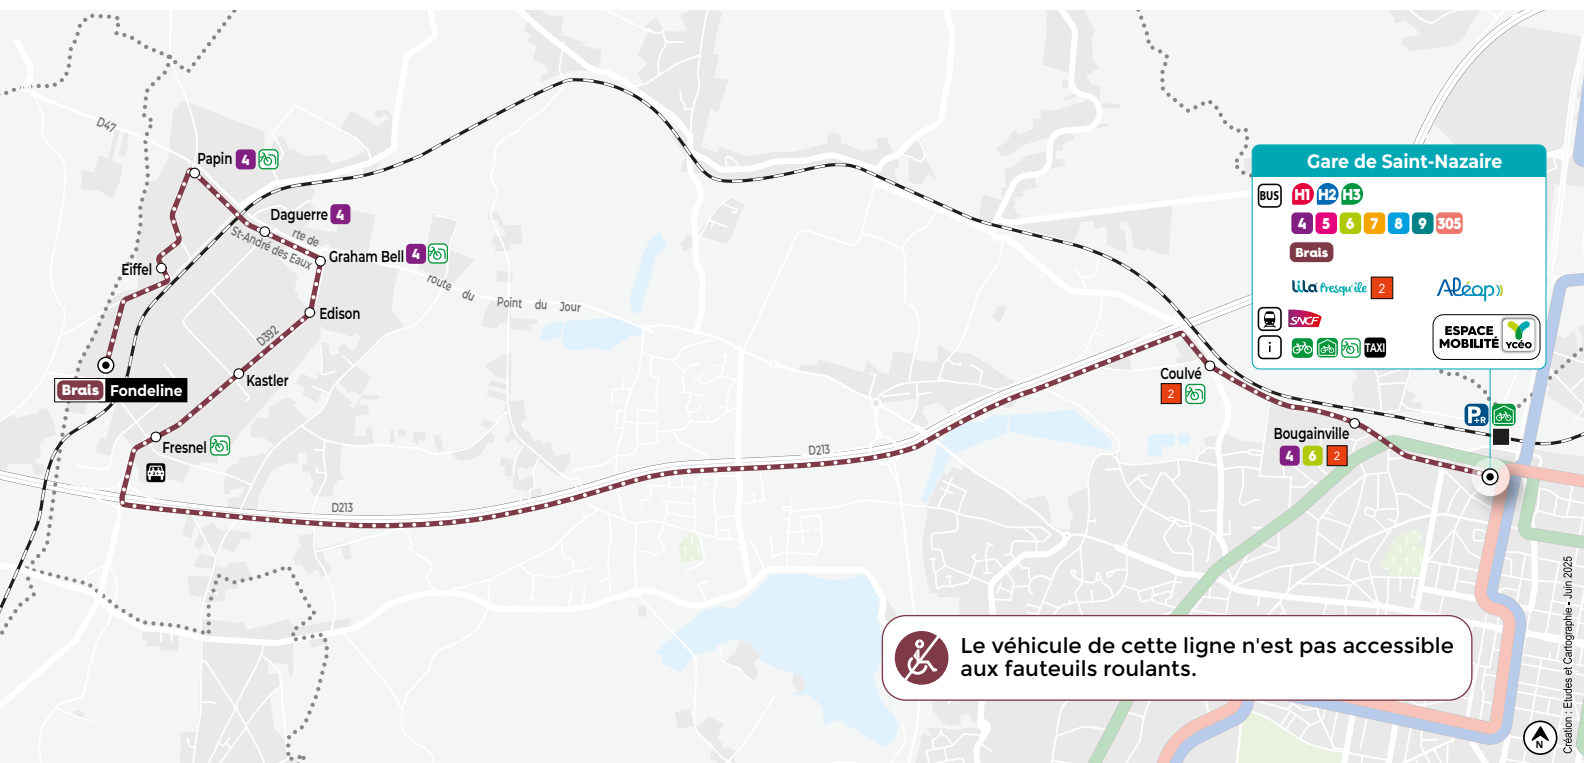 D47
Papin 4
Daguerre 4
rte de
St-André des Eaux
Graham Bell 4
Eiffel
route du Point du Jour
Edison
D392
Kastler
Brais Fondeline
Fresnel
D213
D213
Coulvé
2
Bougainville
4 6 2
Gare de Saint-Nazaire
BUS H1 H2 H3
4 5 6 7 8 9 305
Brais
Lila Presqu'île 2 Aléop
SNCF
ESPACE
MOBILITÉ YCÉO
i TAXI
P+R
Le véhicule de cette ligne n'est pas accessible
aux fauteuils roulants.
N
Création : Etudes et Cartographie - Juin 2025